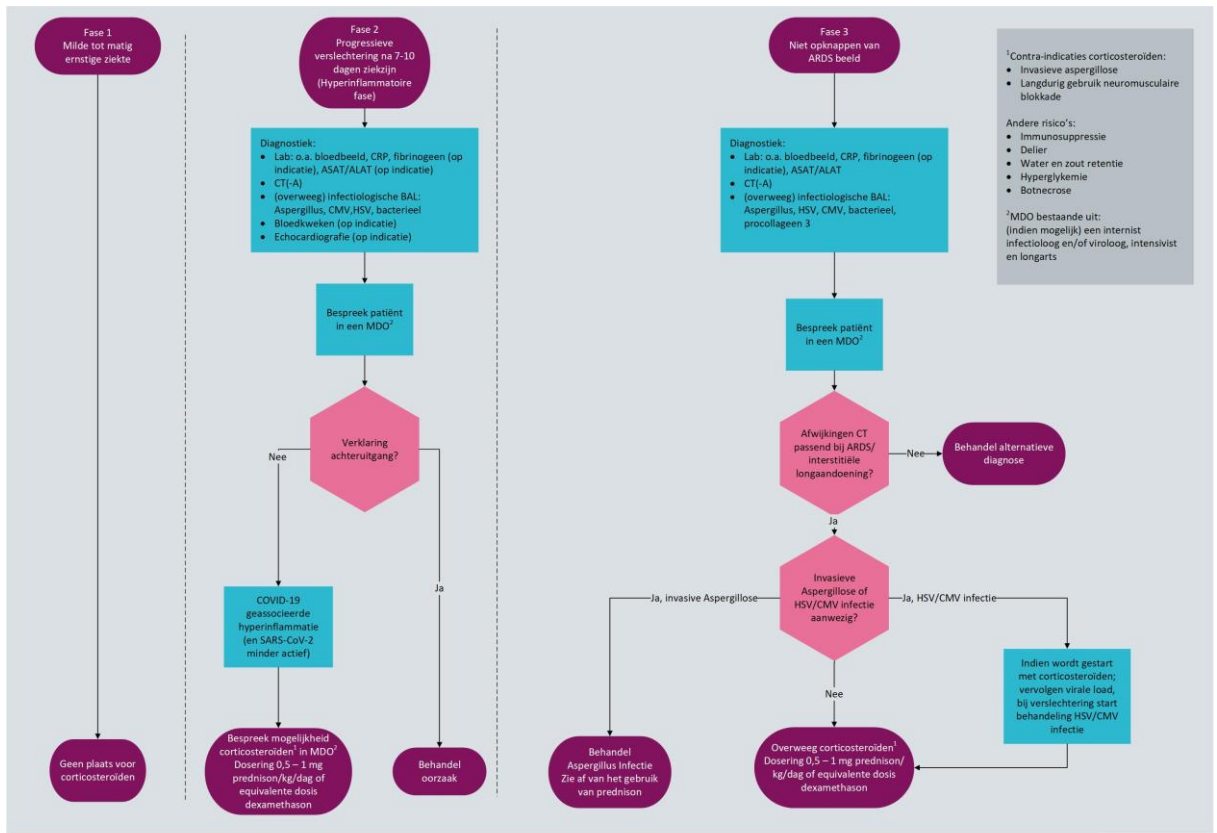 Fase 1
Milde tot matig
ernstige ziekte
Geen plaats voor
corticosteroïden
Fase 2
Progressieve
verslechtering na 7-10
dagen ziekzijn
(Hyperinflammatoire
fase)
Diagnostiek:
• Lab: o.a. bloedbeeld, CRP, fibrinogeen (op
indicatie), ASAT/ALAT (op indicatie)
• CT(-A)
• (overweeg) infectiologische BAL:
Aspergillus, CMV,HSV, bacterieel
• Bloedkweken (op indicatie)
• Echocardiografie (op indicatie)
Bespreek patiënt
in een MDO²
Verklaring
achteruitgang?
Nee
Ja
COVID-19
geassocieerde
hyperinflammatie
(en SARS-CoV-2
minder actief)
Bespreek mogelijkheid
corticosteroïden¹ in MDO²
Dosering 0,5 – 1 mg
prednison/kg/dag of
equivalente dosis
dexamethason
Behandel
oorzaak
Fase 3
Niet opknappen van
ARDS beeld
Diagnostiek:
• Lab: o.a. bloedbeeld, CRP, fibrinogeen (op
indicatie), ASAT/ALAT
• CT(-A)
• (overweeg) infectiologische BAL:
Aspergillus, HSV, CMV, bacterieel,
procollageen 3
Bespreek patiënt
in een MDO²
Afwijkingen CT
passend bij ARDS/
interstitiële
longaandoening?
Nee
Behandel alternatieve
diagnose
Ja
Invasieve
Aspergillose of
HSV/CMV infectie
aanwezig?
Ja, invasive Aspergillose
Ja, HSV/CMV infectie
Nee
Indien wordt gestart
met corticosteroïden;
vervolgen virale load,
bij verslechtering start
behandeling HSV/CMV
infectie
Behandel
Aspergillus Infectie
Zie af van het gebruik
van prednison
Overweeg corticosteroïden¹
Dosering 0,5 – 1 mg prednison/
kg/dag of equivalente dosis
dexamethason
¹Contra-indicaties corticosteroïden:
• Invasieve aspergillose
• Langdurig gebruik neuromusculaire
blokkade
Andere risico's:
• Immunosuppressie
• Delier
• Water en zout retentie
• Hyperglykemie
• Botnecrose
²MDO bestaande uit:
(indien mogelijk) een internist
infectioloog en/of viroloog, intensivist
en longarts